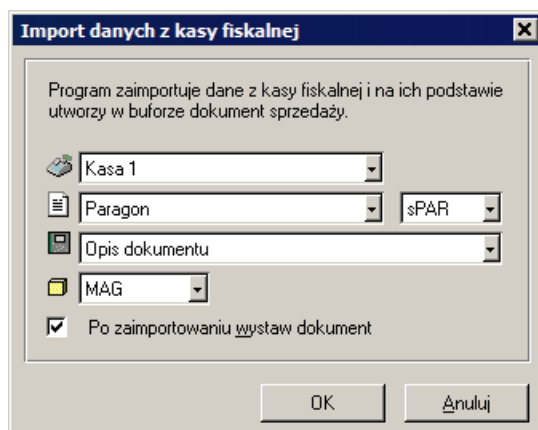 Import danych z kasy fiskalnej
Program zaimportuje dane z kasy fiskalnej i na ich podstawie
utworzy w buforze dokument sprzedaży.
Kasa 1
Paragon sPAR
Opis dokumentu
MAG
Po zaimportowaniu wystaw dokument
OK Anuluj